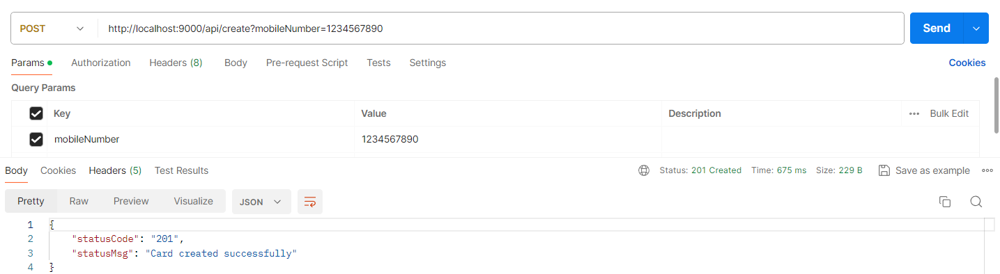 POST http://localhost:9000/api/create?mobileNumber=1234567890 Send
Params Authorization Headers (8) Body Pre-request Script Tests Settings Cookies
Query Params
Key Value Description Bulk Edit
mobileNumber 1234567890
Body Cookies Headers (5) Test Results Status: 201 Created Time: 675 ms Size: 229 B Save as example
Pretty Raw Preview Visualize JSON
1 {
2 "statusCode": "201",
3 "statusMsg": "Card created successfully"
4 }